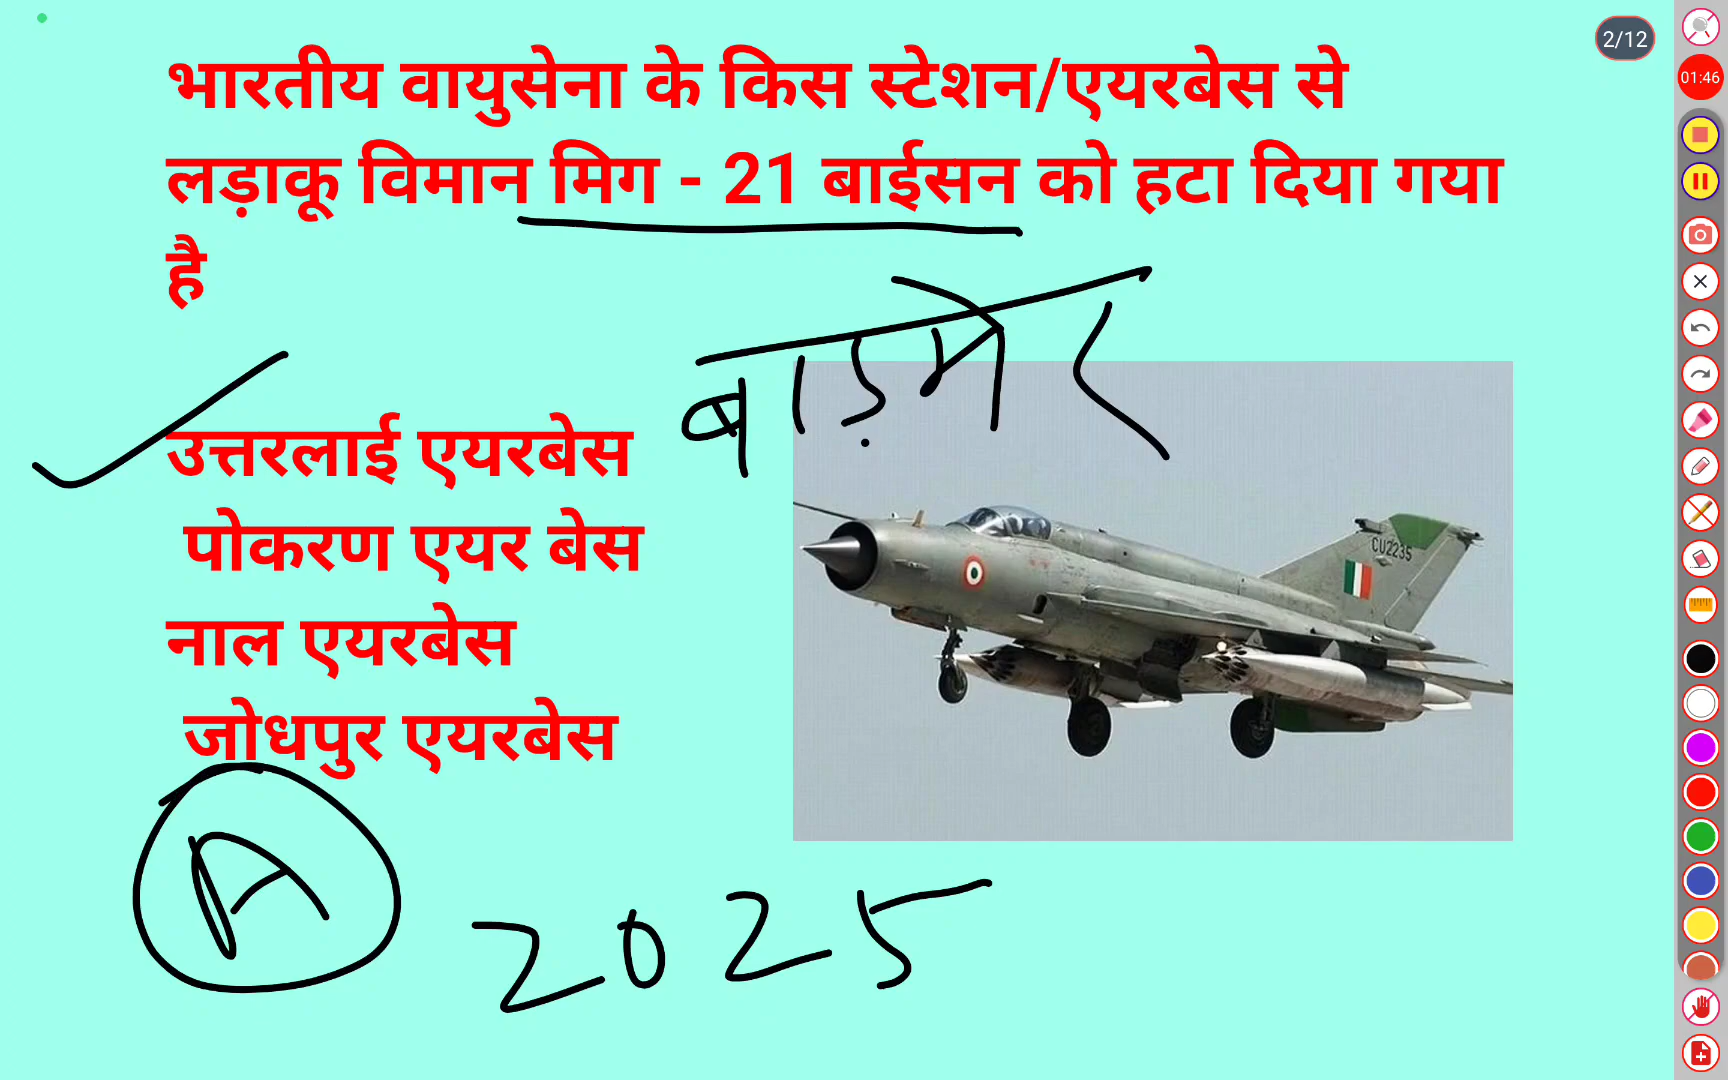 2/12
01:46
भारतीय वायुसेना के किस स्टेशन/एयरबेस से
लड़ाकू विमान मिग - 21 बाईसन को हटा दिया गया
है
बाड़मेर
उत्तरलाई एयरबेस
पोकरण एयर बेस
नाल एयरबेस
जोधपुर एयरबेस
CU2235
A
2025